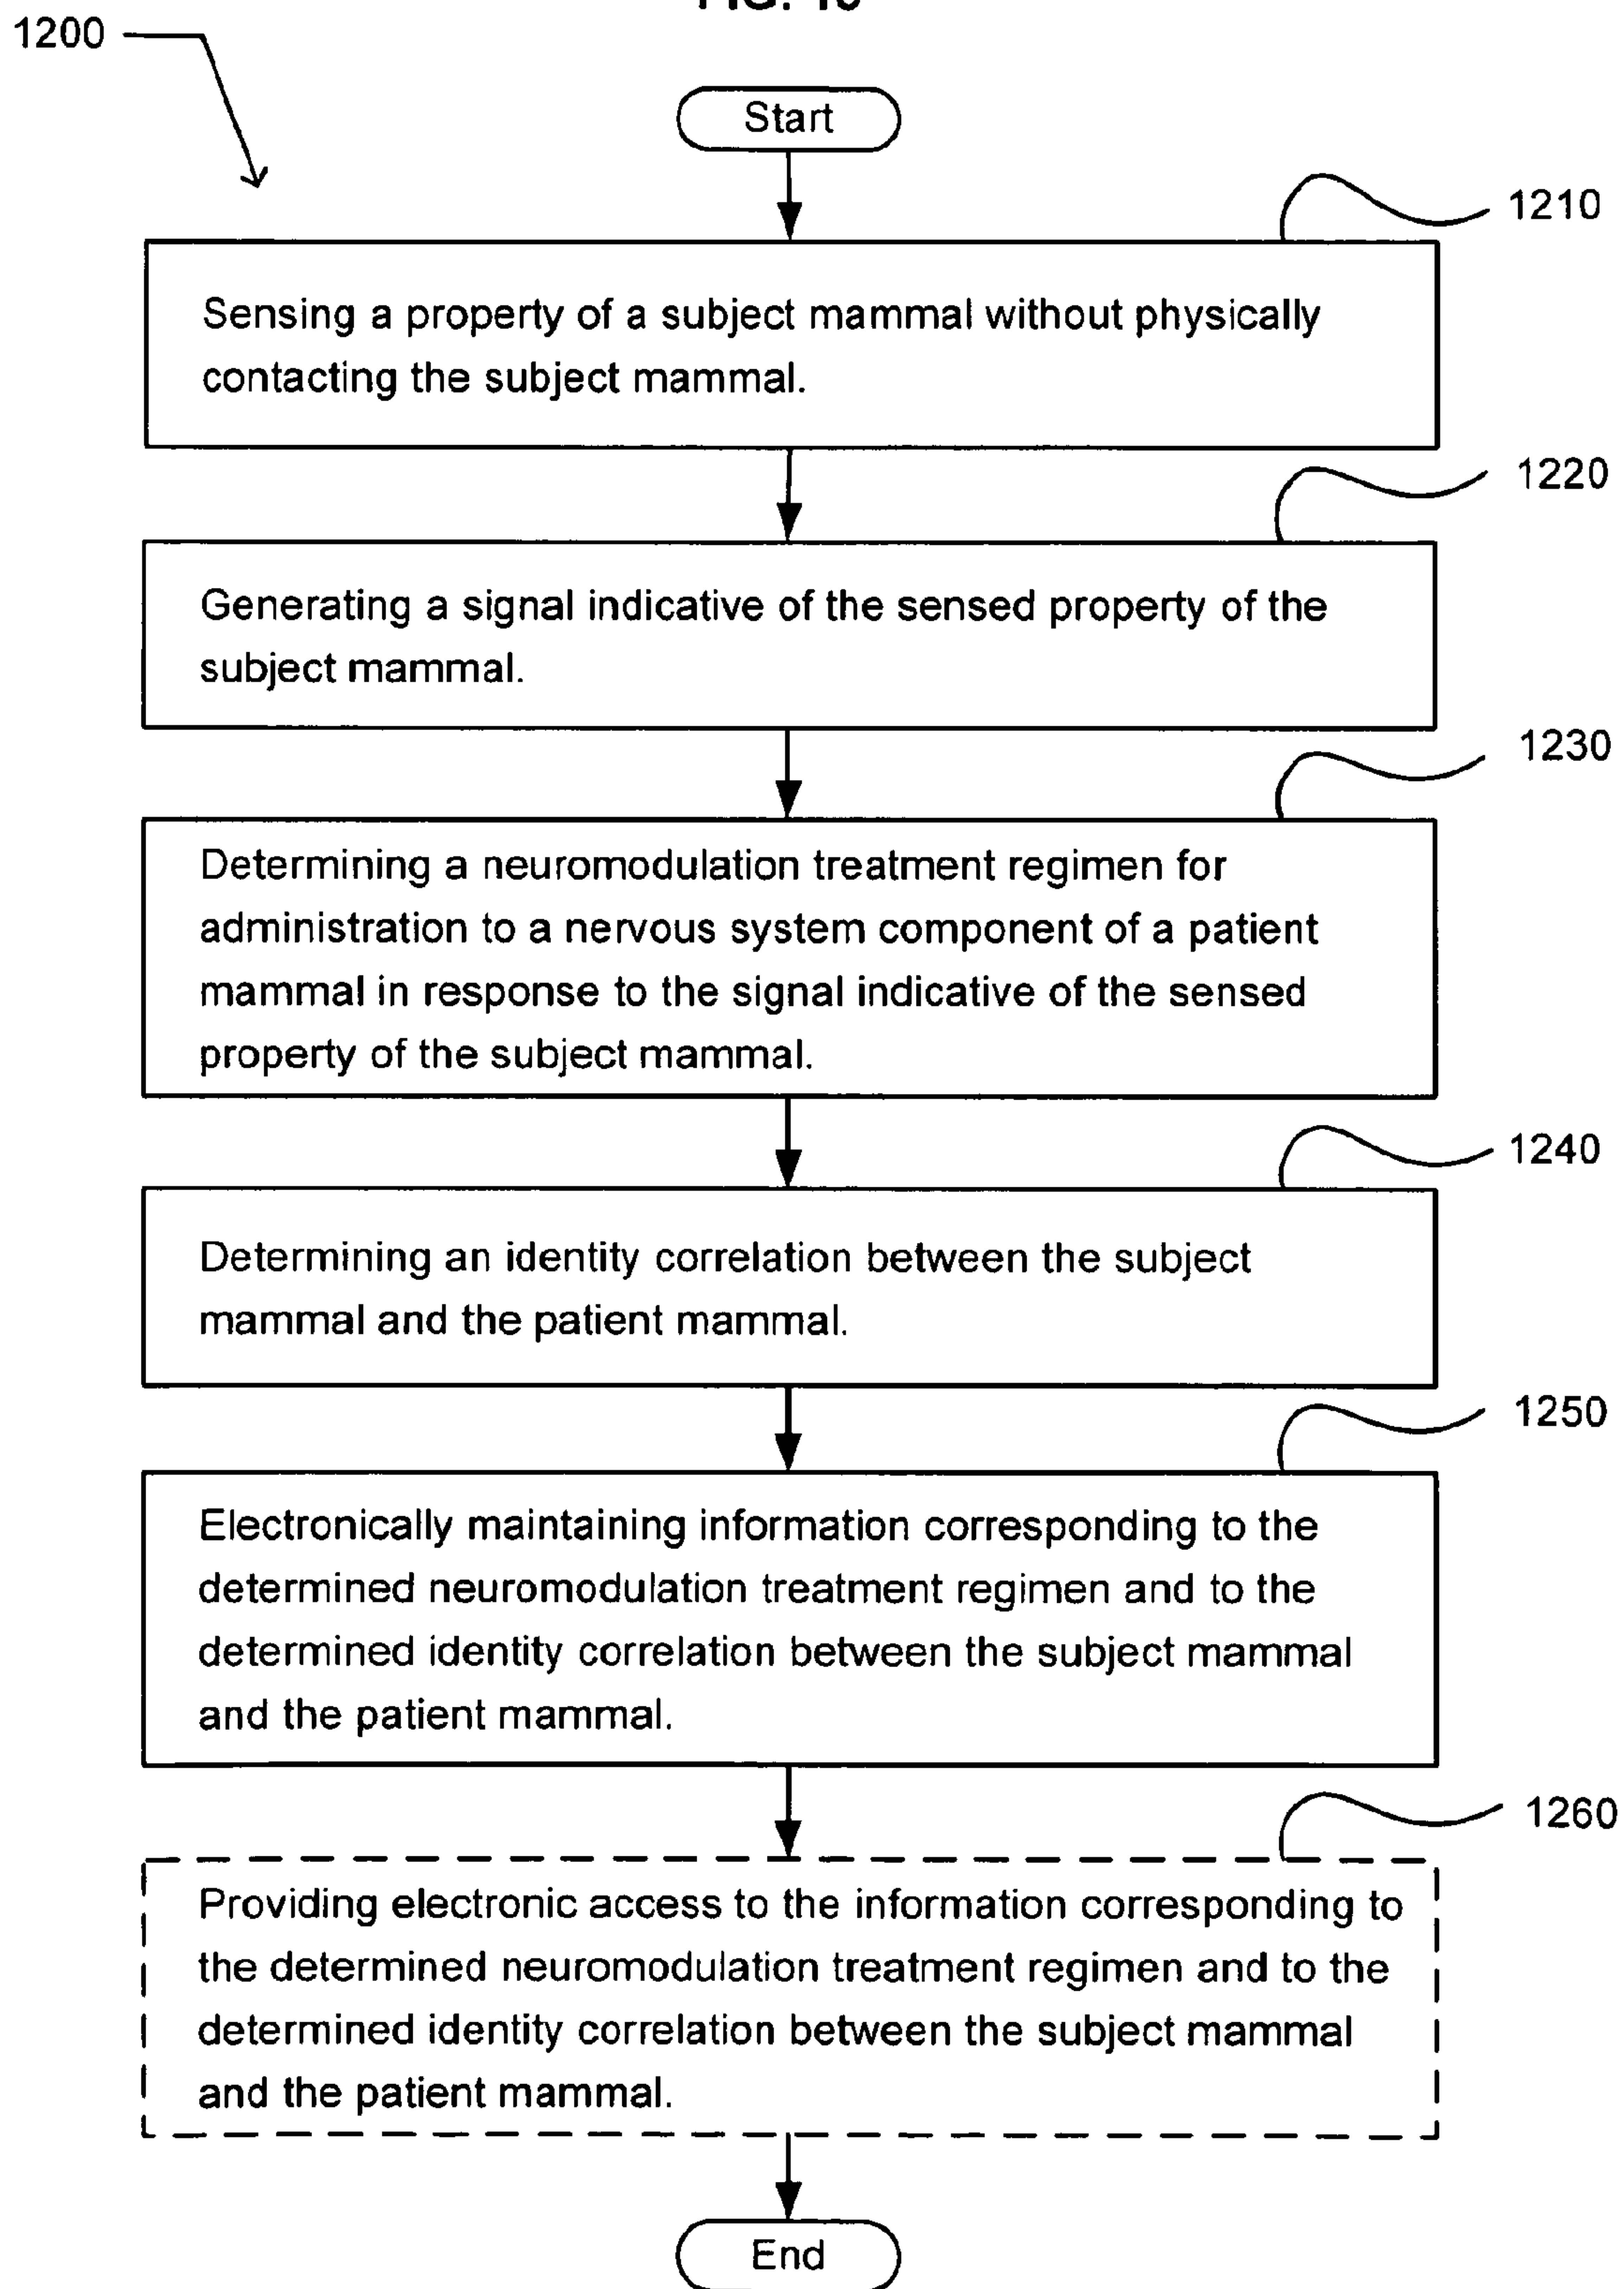 1200
Start
1210
Sensing a property of a subject mammal without physically
contacting the subject mammal.
1220
Generating a signal indicative of the sensed property of the
subject mammal.
1230
Determining a neuromodulation treatment regimen for
administration to a nervous system component of a patient
mammal in response to the signal indicative of the sensed
property of the subject mammal.
1240
Determining an identity correlation between the subject
mammal and the patient mammal.
1250
Electronically maintaining information corresponding to the
determined neuromodulation treatment regimen and to the
determined identity correlation between the subject mammal
and the patient mammal.
1260
Providing electronic access to the information corresponding to
the determined neuromodulation treatment regimen and to the
determined identity correlation between the subject mammal
and the patient mammal.
End